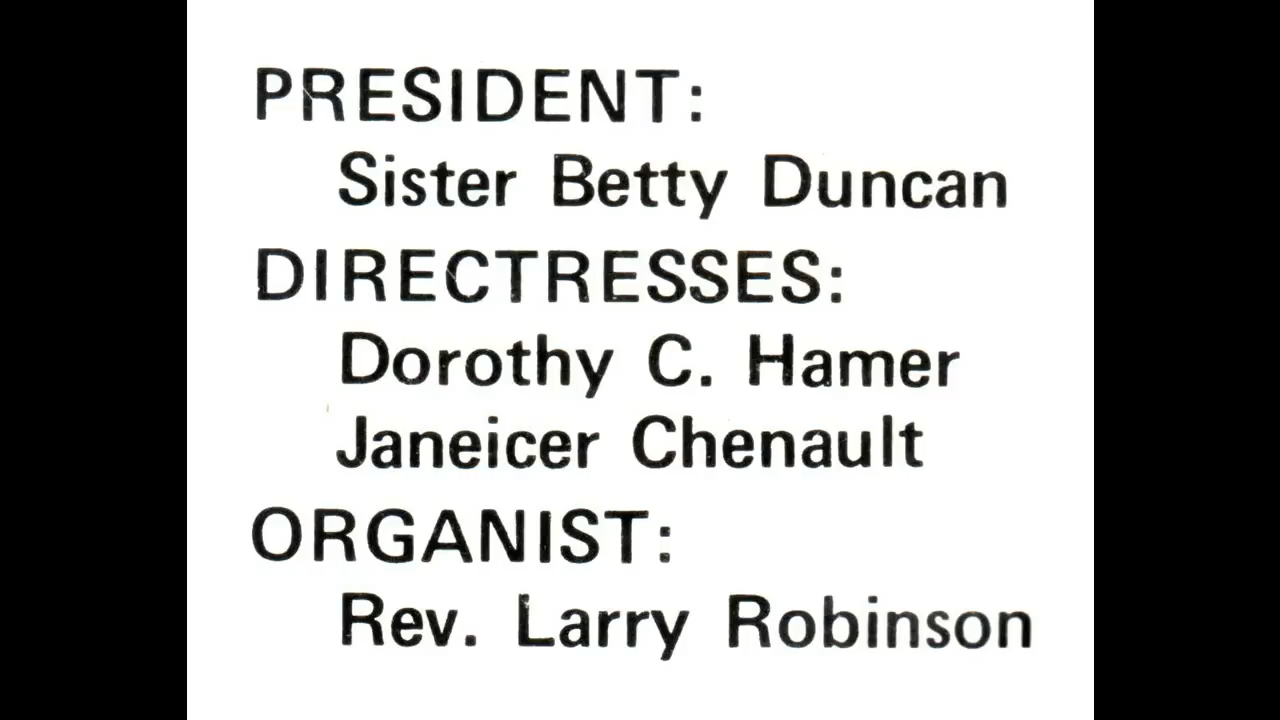 PRESIDENT:
Sister Betty Duncan
DIRECTRESSES:
Dorothy C. Hamer
Janeicer Chenault
ORGANIST:
Rev. Larry Robinson